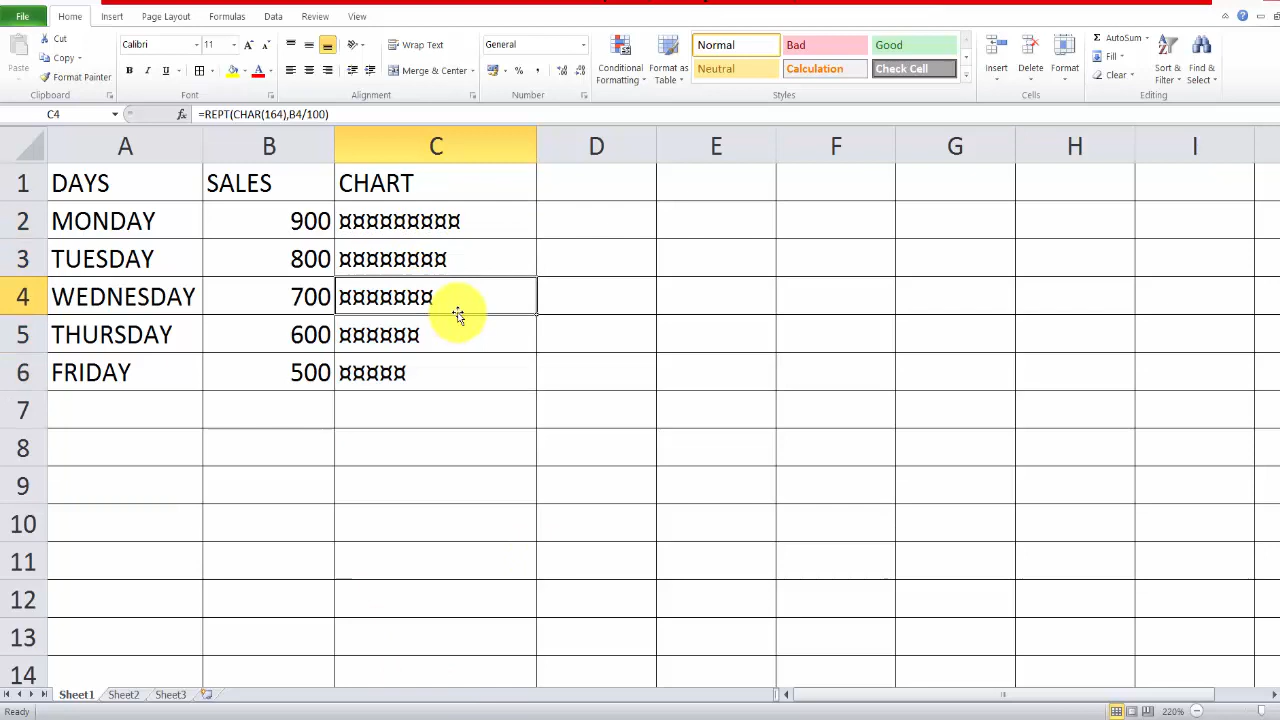 File Home Insert Page Layout Formulas Data Review View
Cut
Copy
Format Painter
Paste
Clipboard
Calibri 11
B I U
Font
Wrap Text
Merge & Center
Alignment
General
Number
Conditional Formatting
Format as Table
Normal Bad Good
Neutral Calculation Check Cell
Styles
Insert Delete Format
Cells
AutoSum
Fill
Clear
Sort & Filter
Find & Select
Editing
C4 fx =REPT(CHAR(164),B4/100)
A B C D E F G H I
1 DAYS SALES CHART
2 MONDAY 900 ¤¤¤¤¤¤¤¤¤
3 TUESDAY 800 ¤¤¤¤¤¤¤¤
4 WEDNESDAY 700 ¤¤¤¤¤¤¤
5 THURSDAY 600 ¤¤¤¤¤¤
6 FRIDAY 500 ¤¤¤¤¤
7
8
9
10
11
12
13
14
Sheet1 Sheet2 Sheet3
Ready 220%